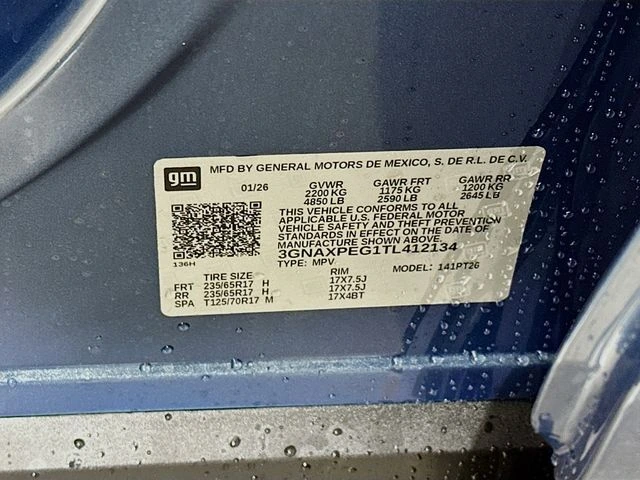 gm
MFD BY GENERAL MOTORS DE MEXICO, S. DE R.L. DE C.V.
01/26 GVWR GAWR FRT GAWR RR
2200 KG 1175 KG 1200 KG
4850 LB 2590 LB 2645 LB
THIS VEHICLE CONFORMS TO ALL
APPLICABLE U.S. FEDERAL MOTOR
VEHICLE SAFETY AND THEFT PREVENTION
STANDARDS IN EFFECT ON THE DATE OF
MANUFACTURE SHOWN ABOVE.
3GNAXPEG1TL412134
136H
TYPE: MPV MODEL: 141PT26
TIRE SIZE RIM
FRT 235/65R17 H 17X7.5J
RR 235/65R17 H 17X7.5J
SPA T125/70R17 M 17X4BT